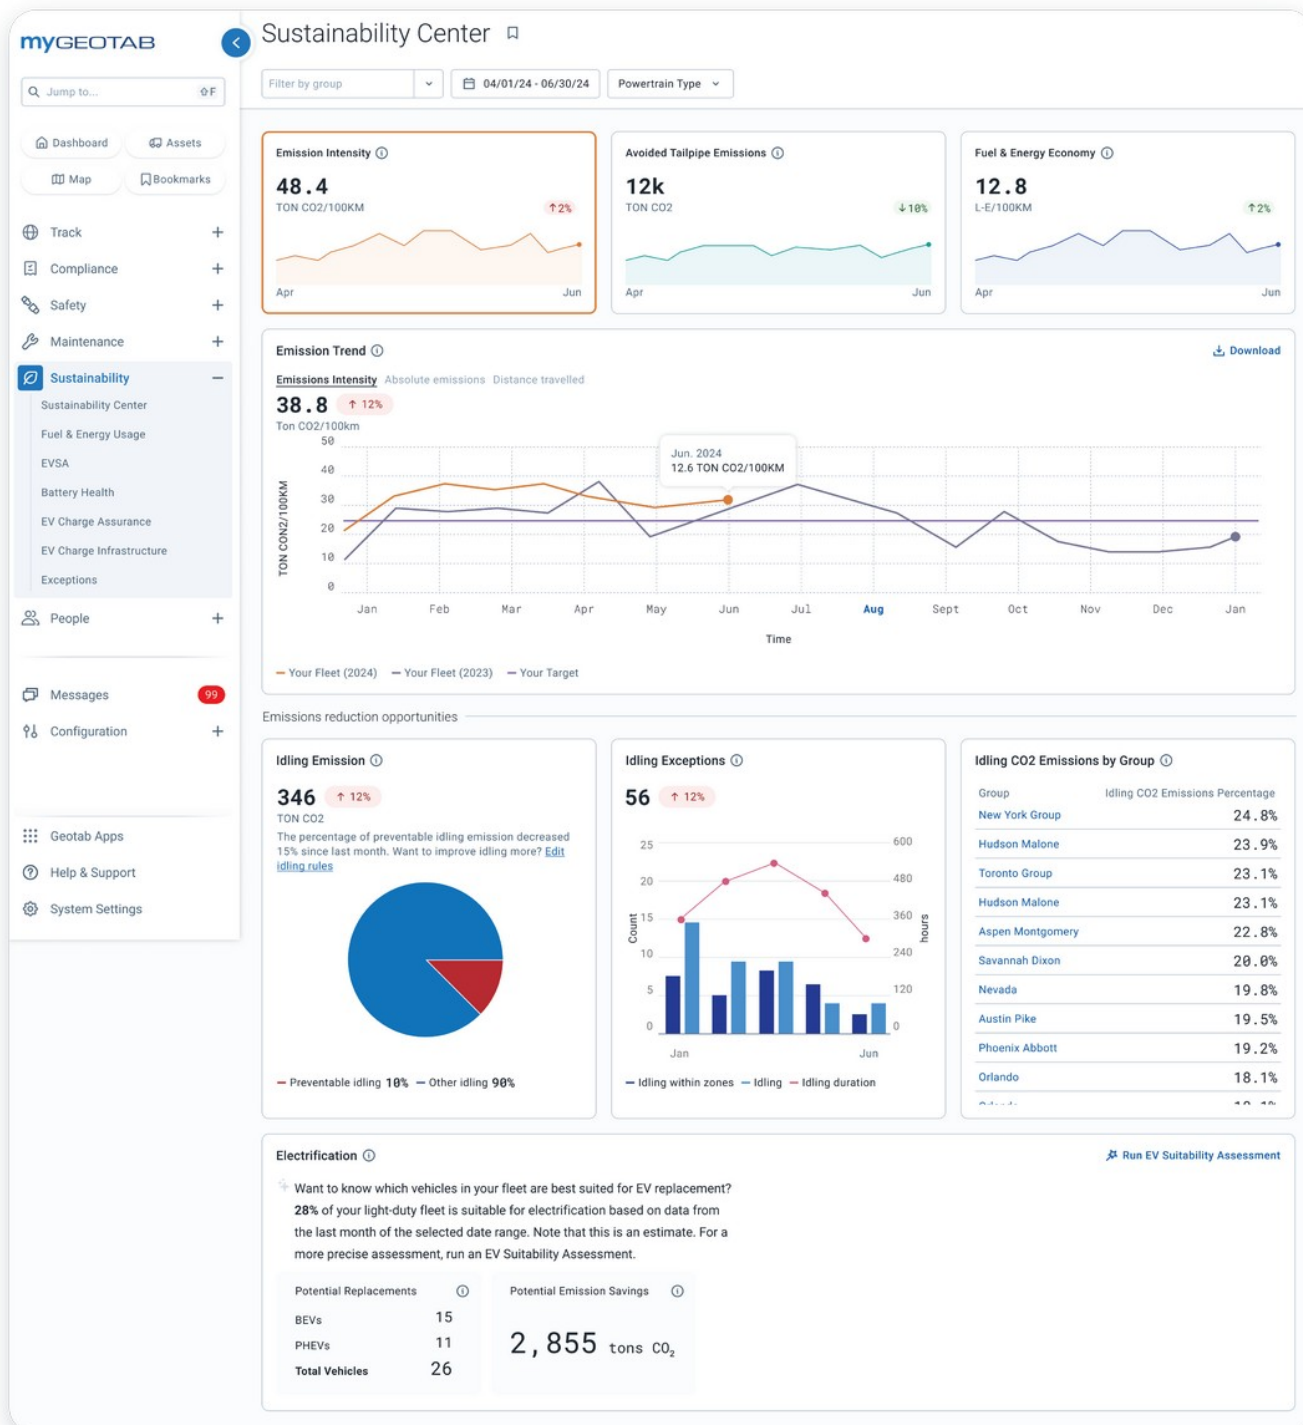 myGEOTAB
Jump to...
⇧F
Dashboard
Assets
Map
Bookmarks
Track
Compliance
Safety
Maintenance
Sustainability
Sustainability Center
Fuel & Energy Usage
EVSA
Battery Health
EV Charge Assurance
EV Charge Infrastructure
Exceptions
People
Messages
99
Configuration
Geotab Apps
Help & Support
System Settings
Sustainability Center
Filter by group
04/01/24 - 06/30/24
Powertrain Type
Emission Intensity
48.4
TON CO2/100KM
↑2%
Apr
Jun
Avoided Tailpipe Emissions
12k
TON CO2
↓10%
Apr
Jun
Fuel & Energy Economy
12.8
L-E/100KM
↑2%
Apr
Jun
Emission Trend
Download
Emissions Intensity Absolute emissions Distance travelled
38.8 ↑ 12%
Ton CO2/100km
TON CON2/100KM
50
40
30
20
10
0
Jun. 2024
12.6 TON CO2/100KM
Jan Feb Mar Apr May Jun Jul Aug Sept Oct Nov Dec Jan
Time
Your Fleet (2024) Your Fleet (2023) Your Target
Emissions reduction opportunities
Idling Emission
346 ↑ 12%
TON CO2
The percentage of preventable idling emission decreased
15% since last month. Want to improve idling more? Edit
idling rules
Preventable idling 10% Other idling 90%
Idling Exceptions
56 ↑ 12%
Count
25
20
15
10
5
0
600
480
360
240
120
0
hours
Jan Jun
Idling within zones Idling Idling duration
Idling CO2 Emissions by Group
Group Idling CO2 Emissions Percentage
New York Group 24.8%
Hudson Malone 23.9%
Toronto Group 23.1%
Hudson Malone 23.1%
Aspen Montgomery 22.8%
Savannah Dixon 20.0%
Nevada 19.8%
Austin Pike 19.5%
Phoenix Abbott 19.2%
Orlando 18.1%
Electrification
Run EV Suitability Assessment
Want to know which vehicles in your fleet are best suited for EV replacement?
28% of your light-duty fleet is suitable for electrification based on data from
the last month of the selected date range. Note that this is an estimate. For a
more precise assessment, run an EV Suitability Assessment.
Potential Replacements
BEVs 15
PHEVs 11
Total Vehicles 26
Potential Emission Savings
2,855 tons CO₂